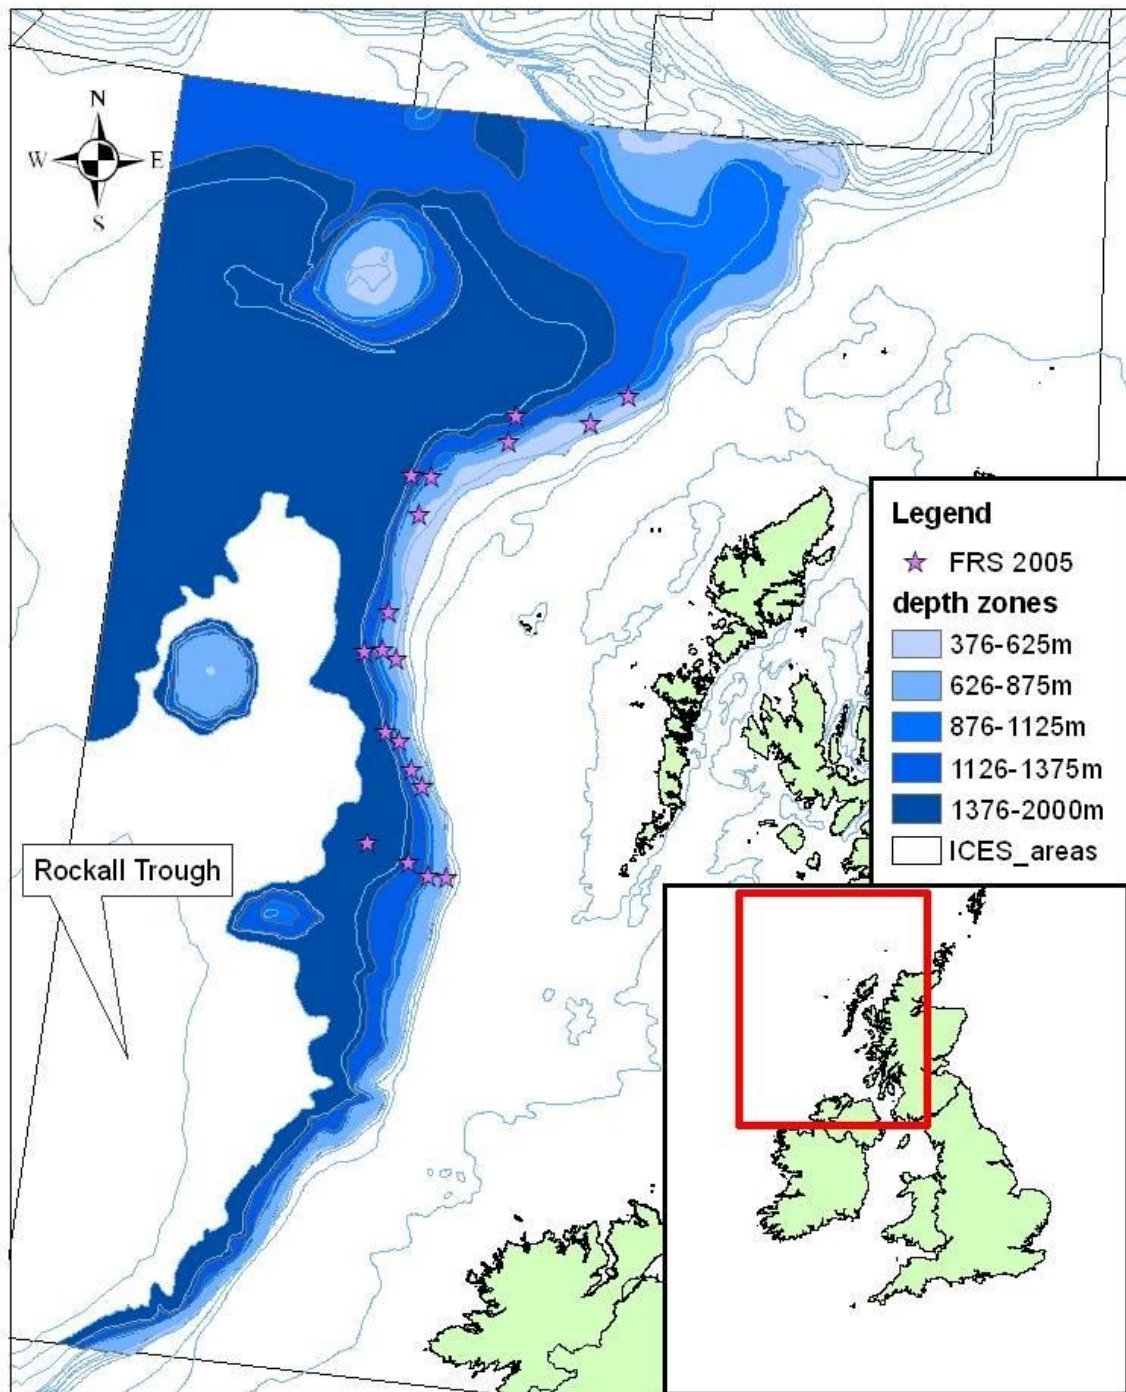 N
W E
S
Legend
FRS 2005
depth zones
376-625m
626-875m
876-1125m
1126-1375m
1376-2000m
ICES_areas
Rockall Trough